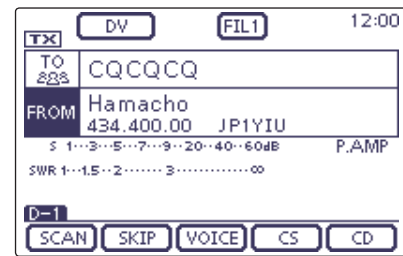 DV FIL1 12:00
TX
TO CQCQCQ
FROM Hamacho
434.400.00 JP1YIU
S 1···3···5···7···9··20··40··60dB P.AMP
SWR 1···1.5··2······· 3·············∞
D-1
SCAN SKIP VOICE CS CD